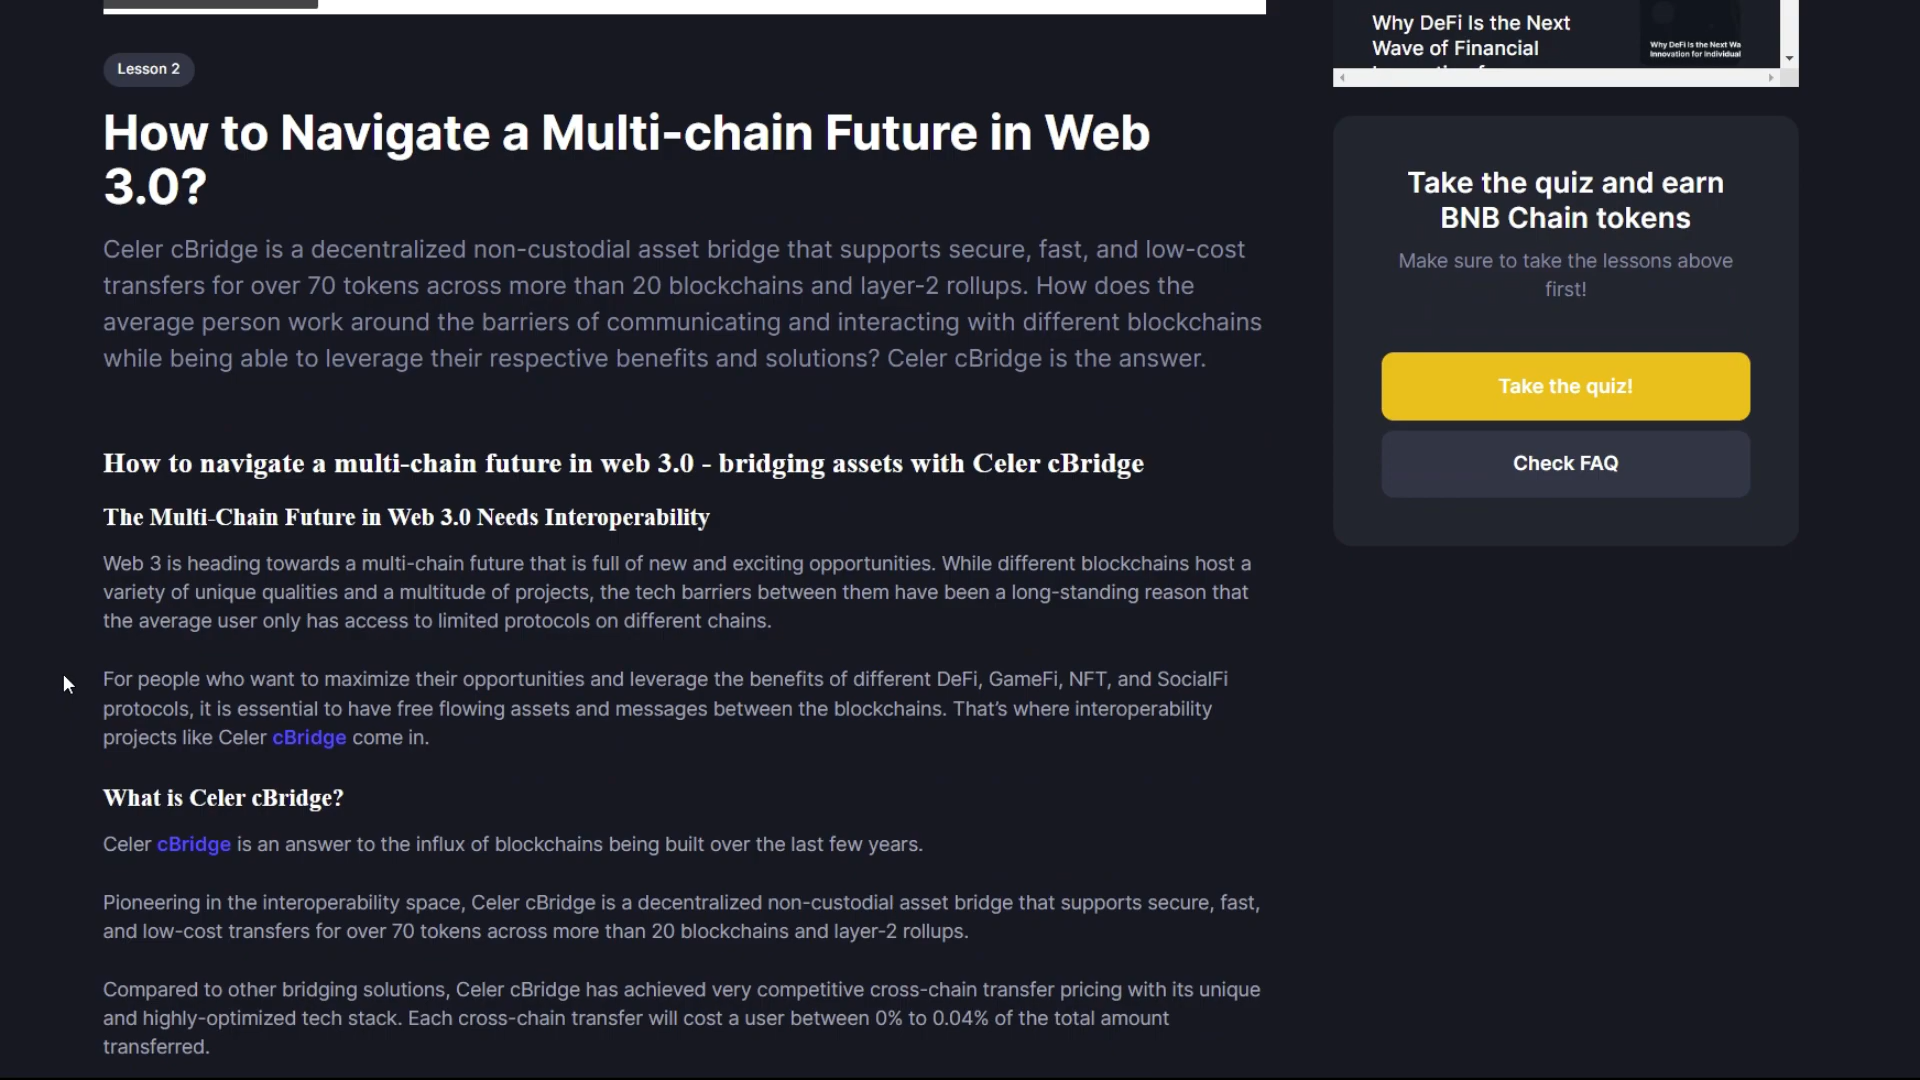 Lesson 2
How to Navigate a Multi-chain Future in Web
3.0?
Celer cBridge is a decentralized non-custodial asset bridge that supports secure, fast, and low-cost
transfers for over 70 tokens across more than 20 blockchains and layer-2 rollups. How does the
average person work around the barriers of communicating and interacting with different blockchains
while being able to leverage their respective benefits and solutions? Celer cBridge is the answer.
How to navigate a multi-chain future in web 3.0 - bridging assets with Celer cBridge
The Multi-Chain Future in Web 3.0 Needs Interoperability
Web 3 is heading towards a multi-chain future that is full of new and exciting opportunities. While different blockchains host a
variety of unique qualities and a multitude of projects, the tech barriers between them have been a long-standing reason that
the average user only has access to limited protocols on different chains.
For people who want to maximize their opportunities and leverage the benefits of different DeFi, GameFi, NFT, and SocialFi
protocols, it is essential to have free flowing assets and messages between the blockchains. That’s where interoperability
projects like Celer cBridge come in.
What is Celer cBridge?
Celer cBridge is an answer to the influx of blockchains being built over the last few years.
Pioneering in the interoperability space, Celer cBridge is a decentralized non-custodial asset bridge that supports secure, fast,
and low-cost transfers for over 70 tokens across more than 20 blockchains and layer-2 rollups.
Compared to other bridging solutions, Celer cBridge has achieved very competitive cross-chain transfer pricing with its unique
and highly-optimized tech stack. Each cross-chain transfer will cost a user between 0% to 0.04% of the total amount
transferred.
Why DeFi Is the Next
Wave of Financial
Why DeFi Is the Next Wa
Innovation for Individual
Take the quiz and earn
BNB Chain tokens
Make sure to take the lessons above
first!
Take the quiz!
Check FAQ